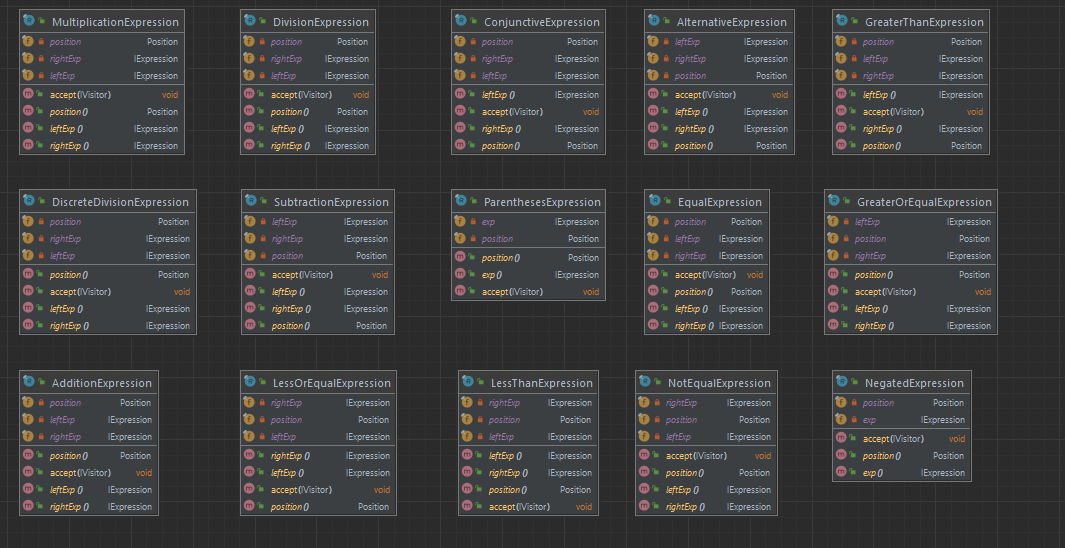 MultiplicationExpression
position Position
rightExp IExpression
leftExp IExpression
accept(IVisitor) void
position() Position
leftExp() IExpression
rightExp() IExpression
DivisionExpression
position Position
rightExp IExpression
leftExp IExpression
accept(IVisitor) void
position() Position
leftExp() IExpression
rightExp() IExpression
ConjunctiveExpression
position Position
rightExp IExpression
leftExp IExpression
leftExp() IExpression
accept(IVisitor) void
rightExp() IExpression
position() Position
AlternativeExpression
leftExp IExpression
rightExp IExpression
position Position
accept(IVisitor) void
leftExp() IExpression
rightExp() IExpression
position() Position
GreaterThanExpression
position Position
leftExp IExpression
rightExp IExpression
leftExp() IExpression
accept(IVisitor) void
rightExp() IExpression
position() Position
DiscreteDivisionExpression
position Position
rightExp IExpression
leftExp IExpression
position() Position
accept(IVisitor) void
leftExp() IExpression
rightExp() IExpression
SubtractionExpression
leftExp IExpression
rightExp IExpression
position Position
accept(IVisitor) void
leftExp() IExpression
rightExp() IExpression
position() Position
ParenthesesExpression
exp IExpression
position Position
position() Position
exp() IExpression
accept(IVisitor) void
EqualExpression
position Position
leftExp IExpression
rightExp IExpression
accept(IVisitor) void
position() Position
leftExp() IExpression
rightExp() IExpression
GreaterOrEqualExpression
leftExp IExpression
position Position
rightExp IExpression
position() Position
accept(IVisitor) void
leftExp() IExpression
rightExp() IExpression
AdditionExpression
position Position
leftExp IExpression
rightExp IExpression
position() Position
accept(IVisitor) void
leftExp() IExpression
rightExp() IExpression
LessOrEqualExpression
rightExp IExpression
position Position
leftExp IExpression
rightExp() IExpression
leftExp() IExpression
accept(IVisitor) void
position() Position
LessThanExpression
rightExp IExpression
position Position
leftExp IExpression
leftExp() IExpression
rightExp() IExpression
position() Position
accept(IVisitor) void
NotEqualExpression
rightExp IExpression
position Position
leftExp IExpression
accept(IVisitor) void
position() Position
leftExp() IExpression
rightExp() IExpression
NegatedExpression
position Position
exp IExpression
accept(IVisitor) void
position() Position
exp() IExpression